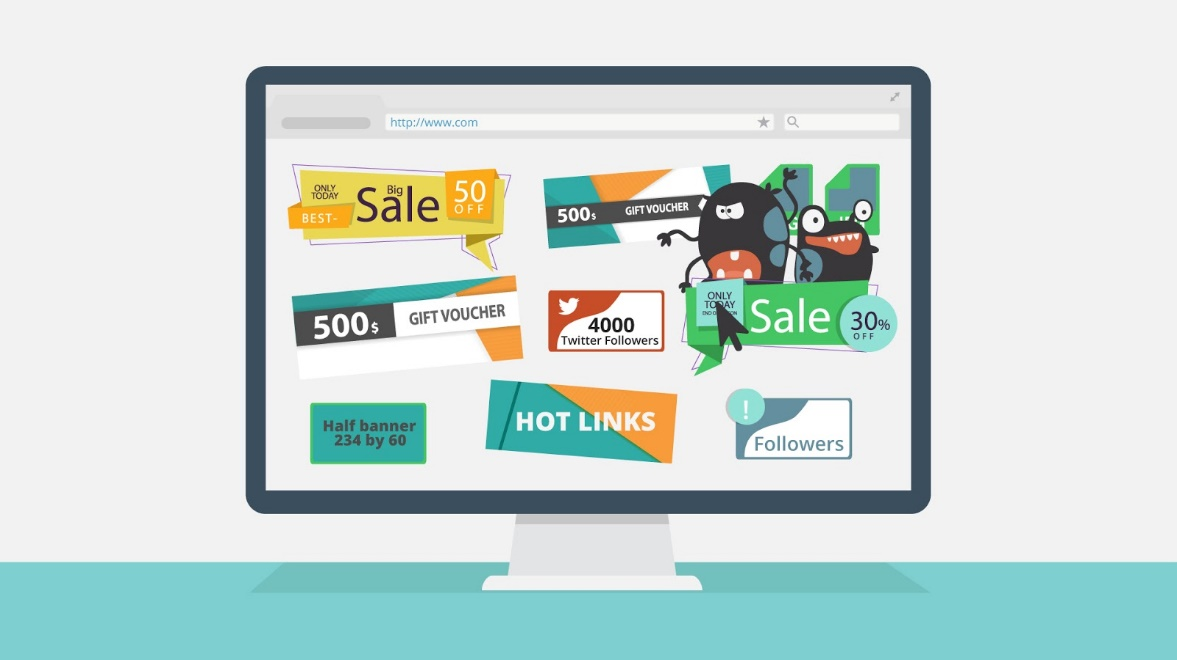 http://www.com
ONLY
TODAY
BEST-
Big
Sale
50
OFF
500$
GIFT VOUCHER
500$
GIFT VOUCHER
4000
Twitter Followers
ONLY
TODAY
Sale
30%
OFF
Half banner
234 by 60
HOT LINKS
!
Followers